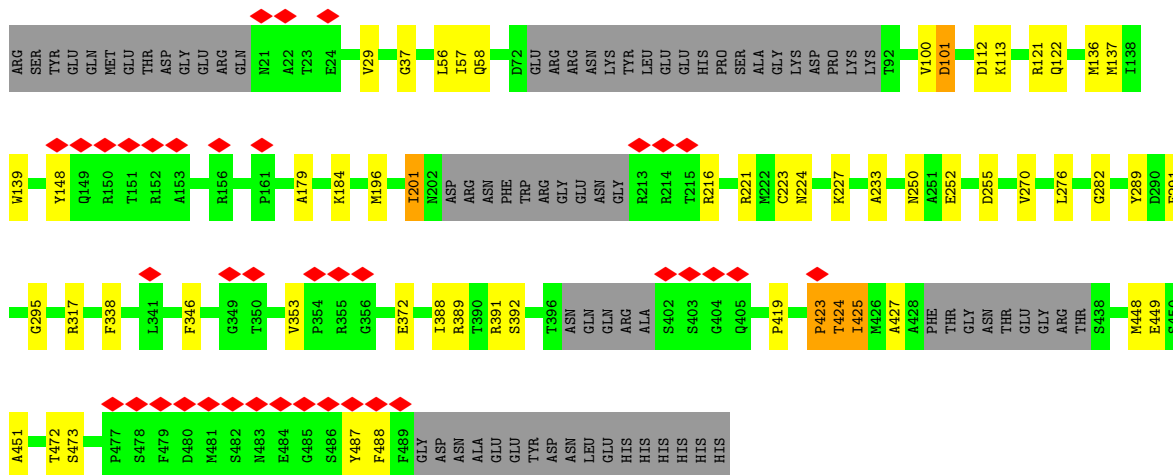 ARG SER TYR GLU GLN MET GLU THR ASP GLY GLU ARG GLN N21 A22 T23 E24 V29 G37 L56 I57 Q58 D72 GLU ARG ARG ASN LYS TYR LEU GLU GLU HIS PRO SER ALA GLY LYS ASP PRO LYS LYS T92 V100 D101 D112 K113 R121 Q122 M136 M137 I138
W139 Y148 Q149 R150 T151 R152 A153 R156 P161 A179 K184 M196 I201 N202 ASP ARG ASN PHE TRP ARG GLY GLU ASN GLY R213 R214 T215 R216 R221 M222 C223 N224 K227 A233 N250 A251 E252 D255 V270 L276 G282 Y289 D290
G295 R317 F338 L341 F346 G349 T350 V353 P354 R355 G356 E372 I388 R389 T390 R391 S392 T396 ASN GLN GLN ARG ALA S402 S403 G404 Q405 P419 P423 T424 I425 M426 A427 A428 PHE THR GLY ASN THR GLU GLY ARG THR S438 M448 E449
A451 T472 S473 P477 S478 F479 D480 M481 S482 N483 E484 G485 S486 Y487 F488 F489 GLY ASP ASN ALA GLU GLU TYR ASP ASN LEU GLU HIS HIS HIS HIS HIS HIS